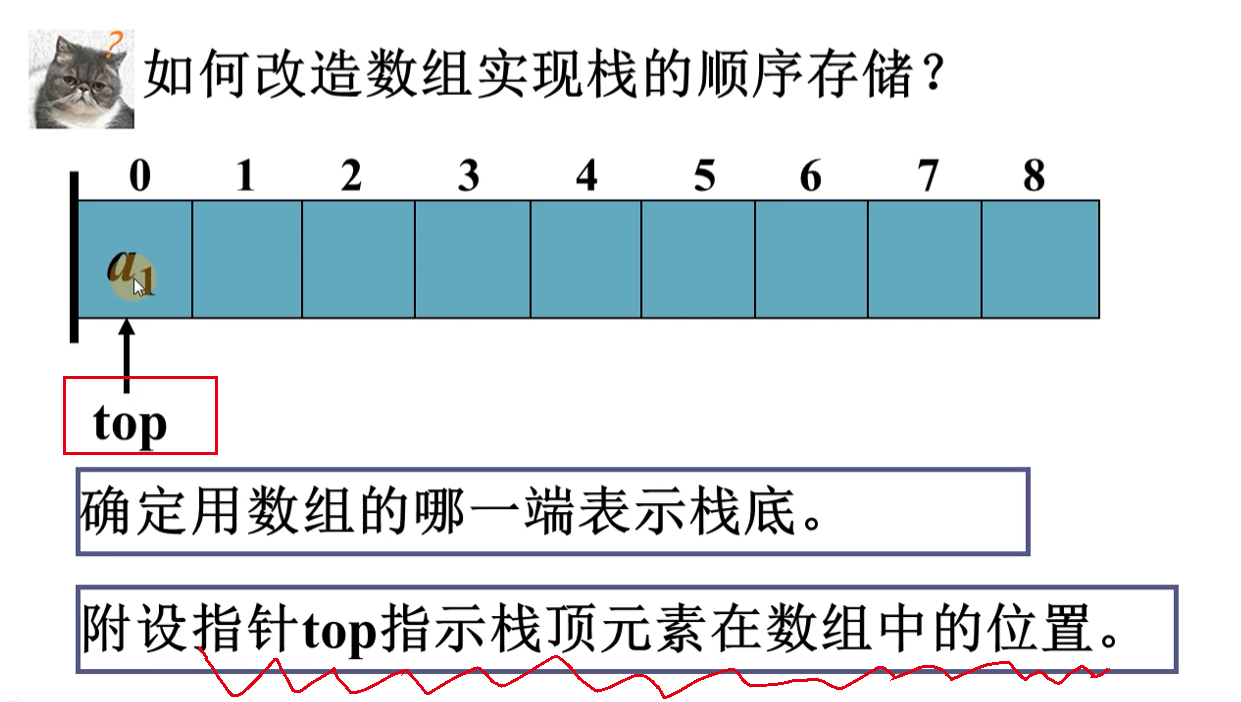 ?
如何改造数组实现栈的顺序存储？
0 1 2 3 4 5 6 7 8
a1
top
确定用数组的哪一端表示栈底。
附设指针top指示栈顶元素在数组中的位置。